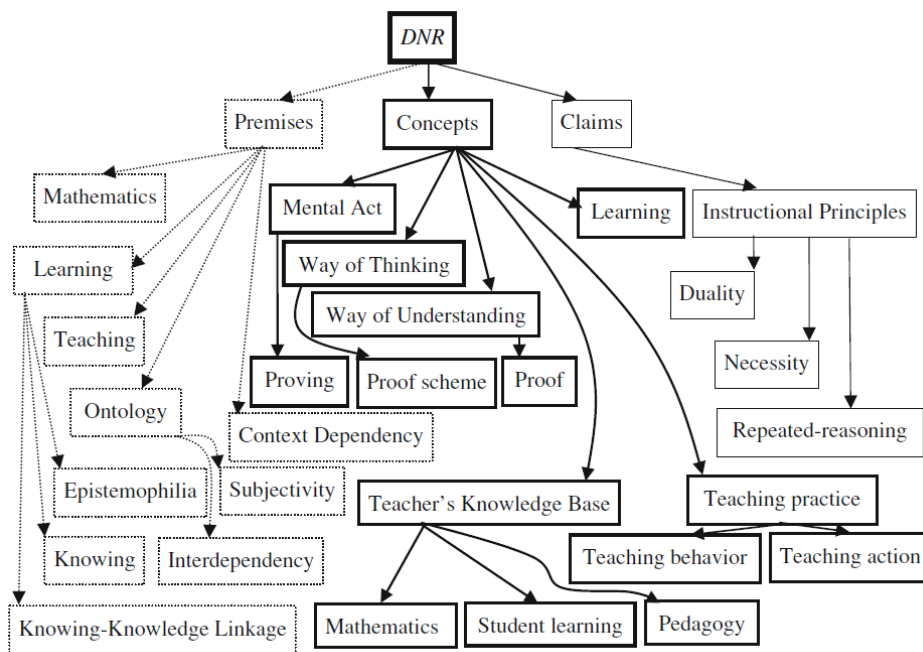 DNR
Premises
Concepts
Claims
Mathematics
Mental Act
Learning
Instructional Principles
Learning
Way of Thinking
Duality
Way of Understanding
Teaching
Necessity
Proving
Proof scheme
Proof
Ontology
Context Dependency
Repeated-reasoning
Epistemophilia
Subjectivity
Teacher's Knowledge Base
Teaching practice
Knowing
Interdependency
Teaching behavior
Teaching action
Knowing-Knowledge Linkage
Mathematics
Student learning
Pedagogy